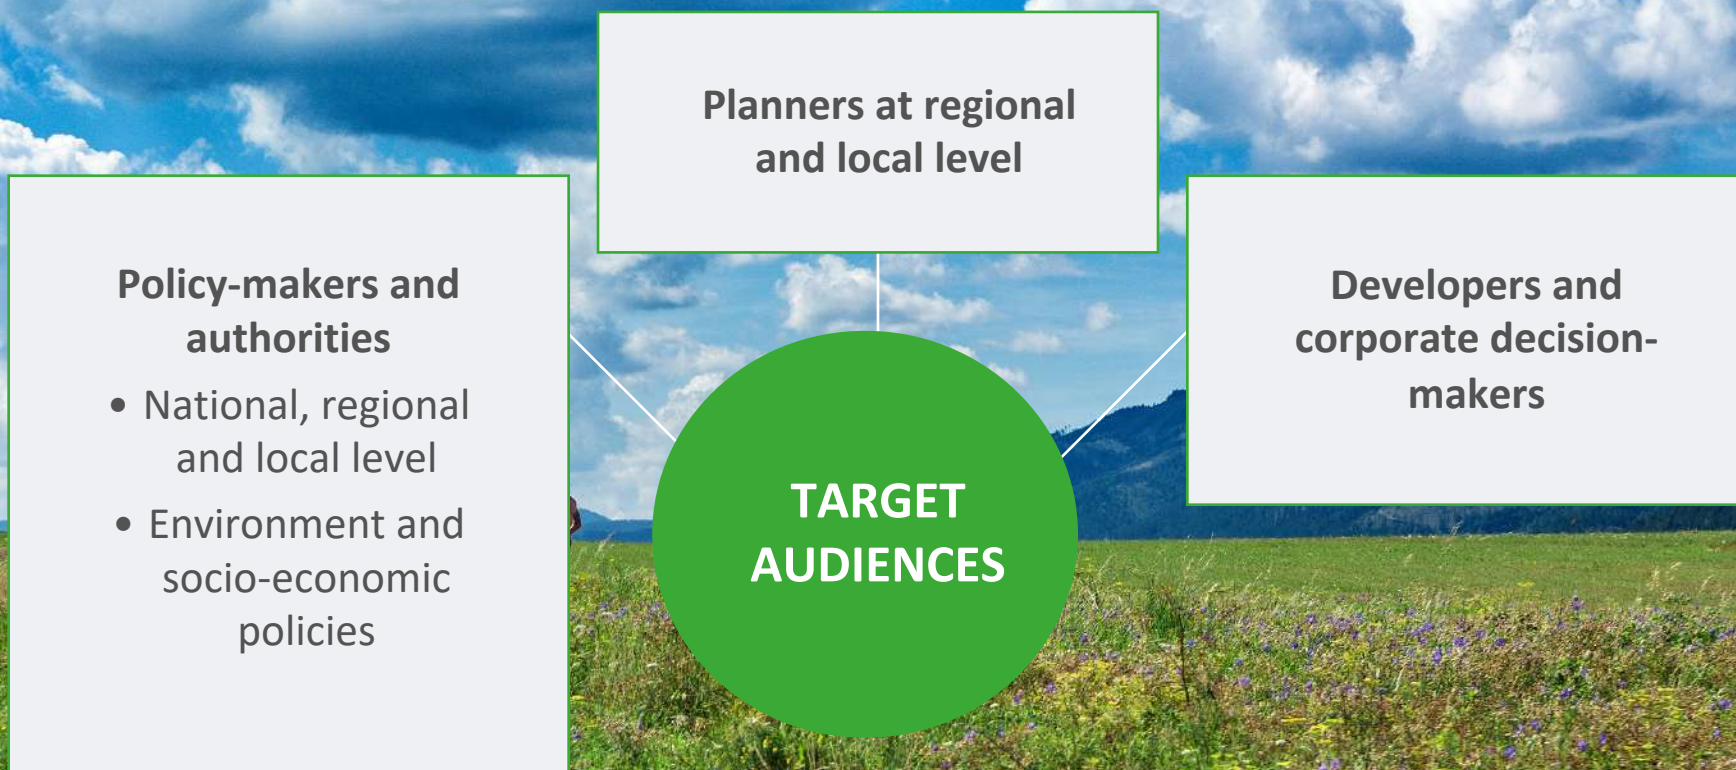 Planners at regional
and local level
Policy-makers and
authorities
• National, regional
and local level
• Environment and
socio-economic
policies
Developers and
corporate decision-
makers
TARGET
AUDIENCES